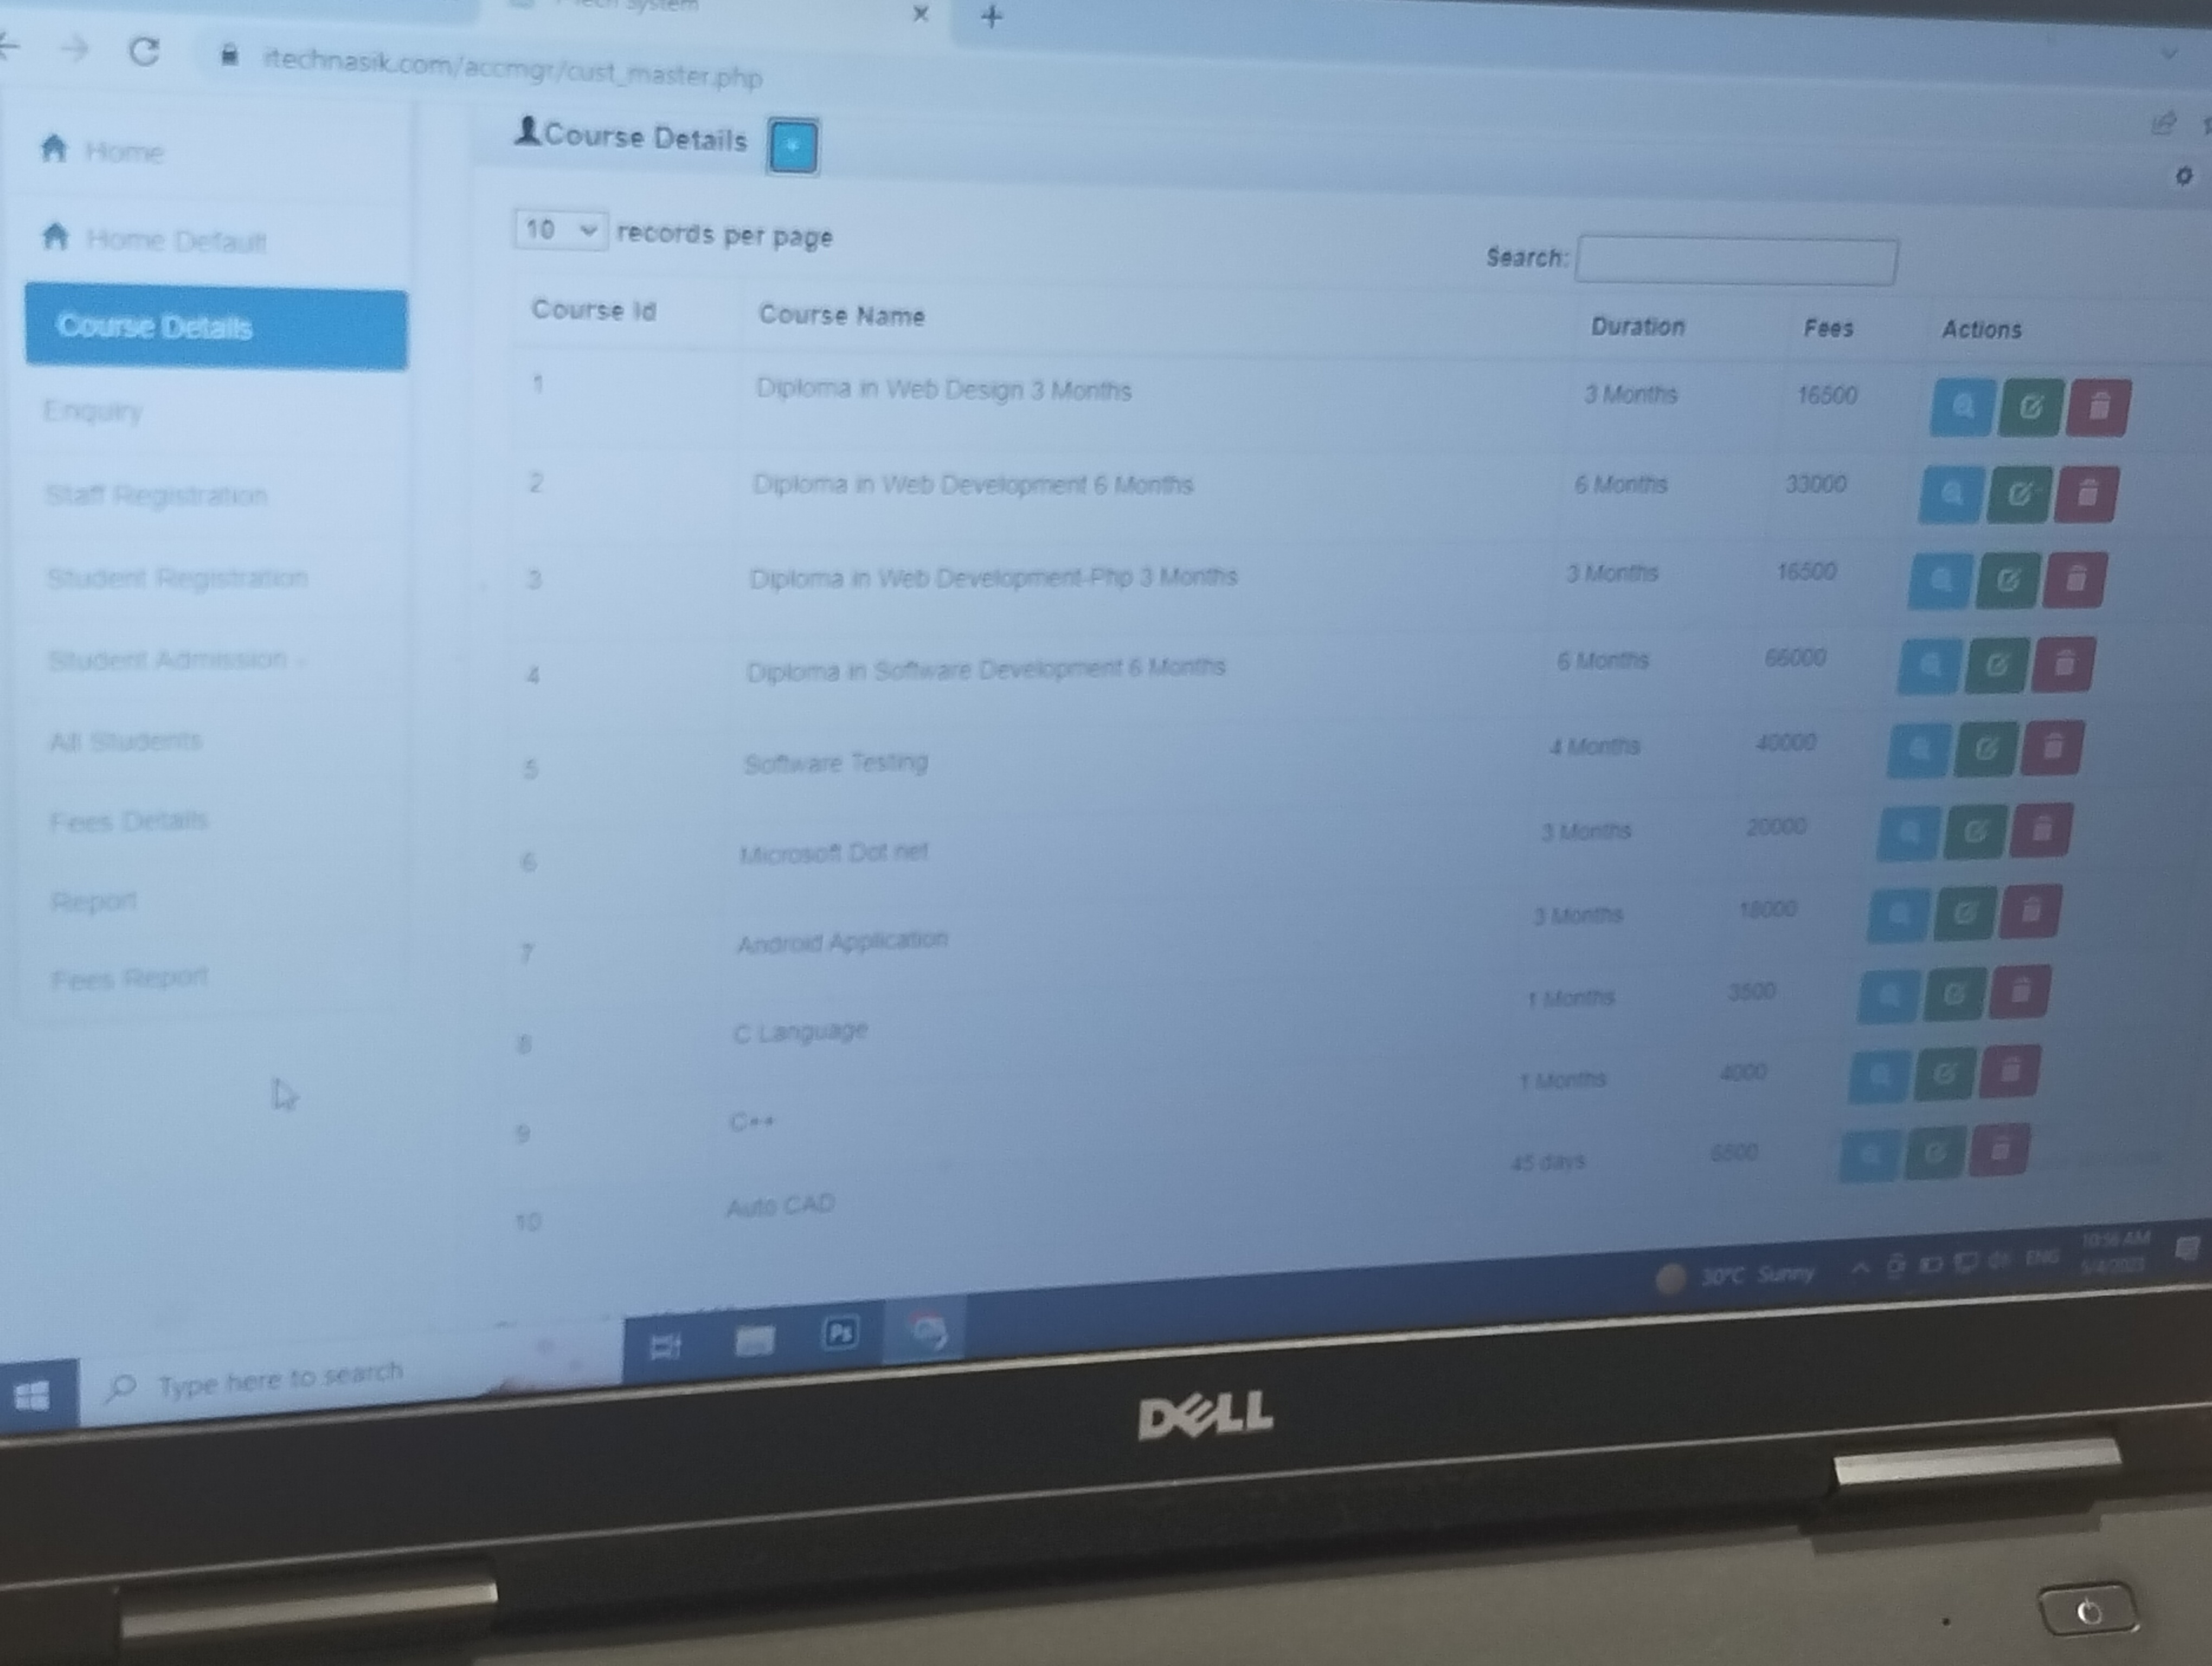 itechnasik.com/accmgr/cust_master.php
Home
Home Default
Course Details
Enquiry
Staff Registration
Student Registration
Student Admission
All Students
Fees Details
Report
Fees Report
Course Details
10 records per page
Search:
Course Id Course Name Duration Fees Actions
1 Diploma in Web Design 3 Months 3 Months 16500
2 Diploma in Web Development 6 Months 6 Months 33000
3 Diploma in Web Development-Php 3 Months 3 Months 16500
4 Diploma in Software Development 6 Months 6 Months 66000
5 Software Testing 4 Months 40000
6 Microsoft Dot net 3 Months 20000
7 Android Application 3 Months 18000
8 C Language 1 Months 3500
9 C++ 1 Months 4000
10 Auto CAD 45 days
30°C Sunny
ENG
10:56 AM
Type here to search
Ps
DELL